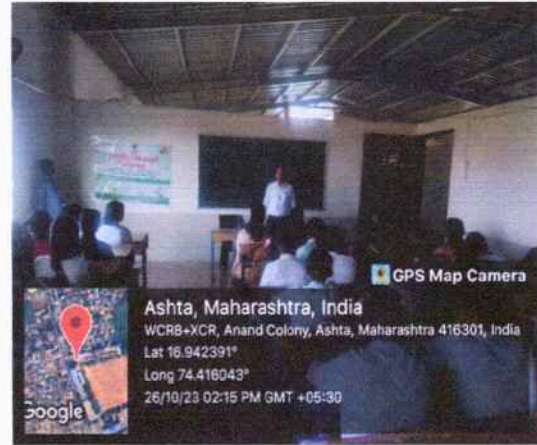 GPS Map Camera
Ashta, Maharashtra, India
WCRB+XCR, Anand Colony, Ashta, Maharashtra 416301, India
Lat 16.942391°
Long 74.416043°
26/10/23 02:15 PM GMT +05:30
Google